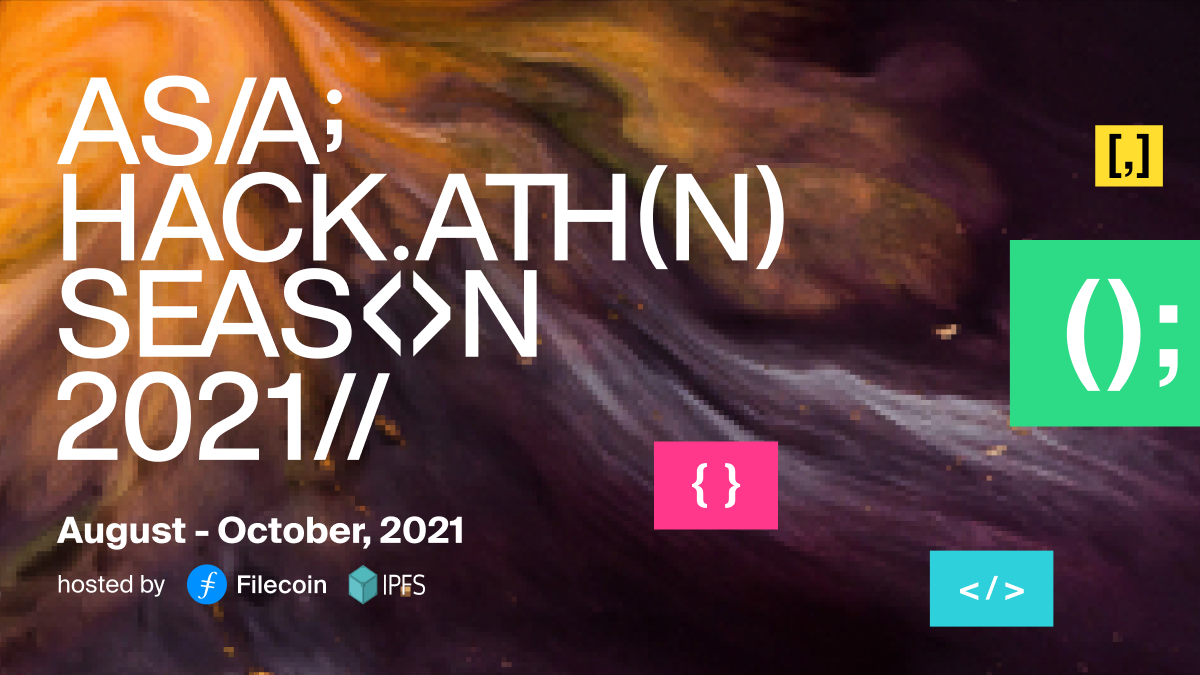 AS/A;
HACK.ATH(N)
SEAS<>N
2021//
August - October, 2021
hosted by Filecoin IPFS
[,]
();
{ }
</>